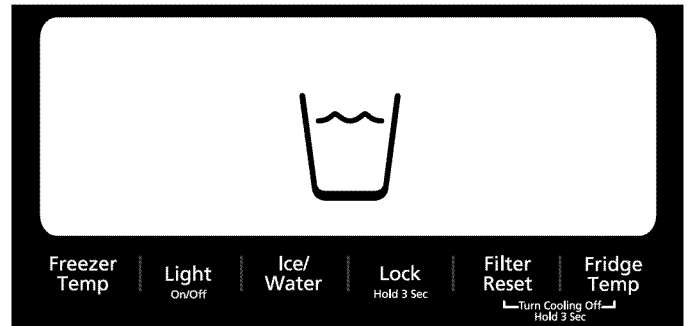 Freezer
Temp
Light
On/Off
Ice/
Water
Lock
Hold 3 Sec
Filter
Reset
Fridge
Temp
Turn Cooling Off
Hold 3 Sec